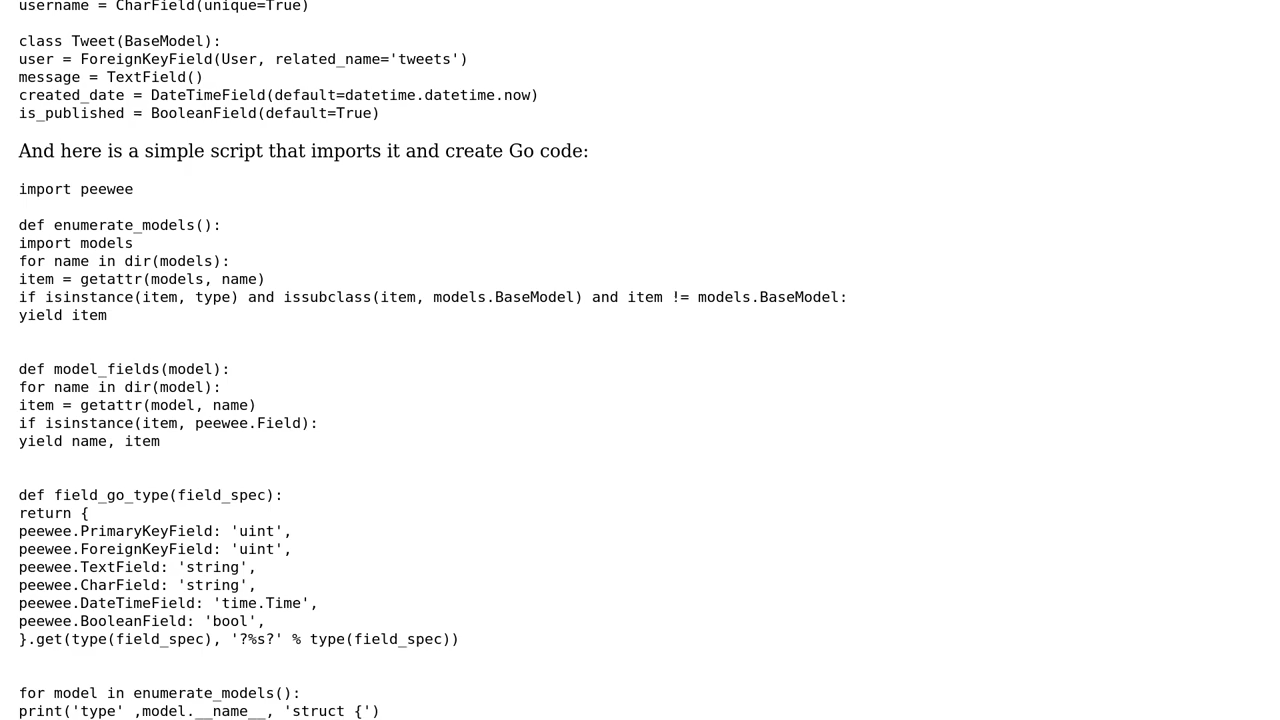 username = CharField(unique=True)
class Tweet(BaseModel):
user = ForeignKeyField(User, related_name='tweets')
message = TextField()
created_date = DateTimeField(default=datetime.datetime.now)
is_published = BooleanField(default=True)
And here is a simple script that imports it and create Go code:
import peewee
def enumerate_models():
import models
for name in dir(models):
item = getattr(models, name)
if isinstance(item, type) and issubclass(item, models.BaseModel) and item != models.BaseModel:
yield item
def model_fields(model):
for name in dir(model):
item = getattr(model, name)
if isinstance(item, peewee.Field):
yield name, item
def field_go_type(field_spec):
return {
peewee.PrimaryKeyField: 'uint',
peewee.ForeignKeyField: 'uint',
peewee.TextField: 'string',
peewee.CharField: 'string',
peewee.DateTimeField: 'time.Time',
peewee.BooleanField: 'bool',
}.get(type(field_spec), '?%s?' % type(field_spec))
for model in enumerate_models():
print('type' ,model.__name__, 'struct {')